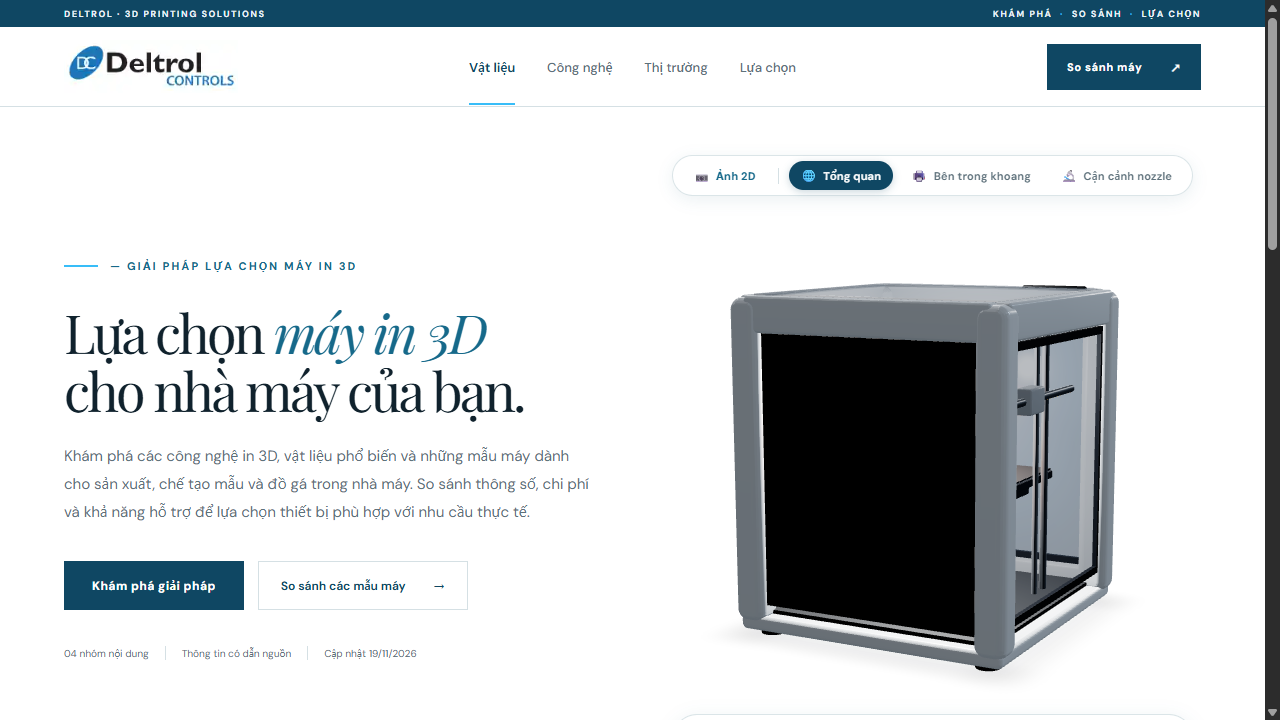 DELTROL · 3D PRINTING SOLUTIONS
KHÁM PHÁ · SO SÁNH · LỰA CHỌN
DC Deltrol
CONTROLS
Vật liệu
Công nghệ
Thị trường
Lựa chọn
So sánh máy ↗
Ảnh 2D
Tổng quan
Bên trong khoang
Cận cảnh nozzle
— GIẢI PHÁP LỰA CHỌN MÁY IN 3D
Lựa chọn máy in 3D
cho nhà máy của bạn.
Khám phá các công nghệ in 3D, vật liệu phổ biến và những mẫu máy dành
cho sản xuất, chế tạo mẫu và đồ gá trong nhà máy. So sánh thông số, chi phí
và khả năng hỗ trợ để lựa chọn thiết bị phù hợp với nhu cầu thực tế.
Khám phá giải pháp
So sánh các mẫu máy →
04 nhóm nội dung
Thông tin có dẫn nguồn
Cập nhật 19/11/2026